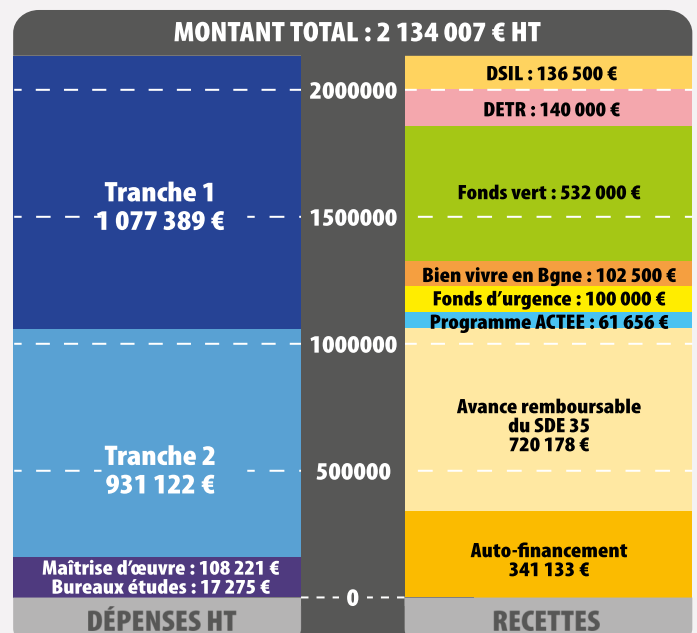 MONTANT TOTAL : 2 134 007 € HT
Tranche 1
1 077 389 €
Tranche 2
931 122 €
Maîtrise d’œuvre : 108 221 €
Bureaux études : 17 275 €
DÉPENSES HT
2000000
1500000
1000000
500000
0
DSIL : 136 500 €
DETR : 140 000 €
Fonds vert : 532 000 €
Bien vivre en Bgne : 102 500 €
Fonds d’urgence : 100 000 €
Programme ACTEE : 61 656 €
Avance remboursable
du SDE 35
720 178 €
Auto-financement
341 133 €
RECETTES